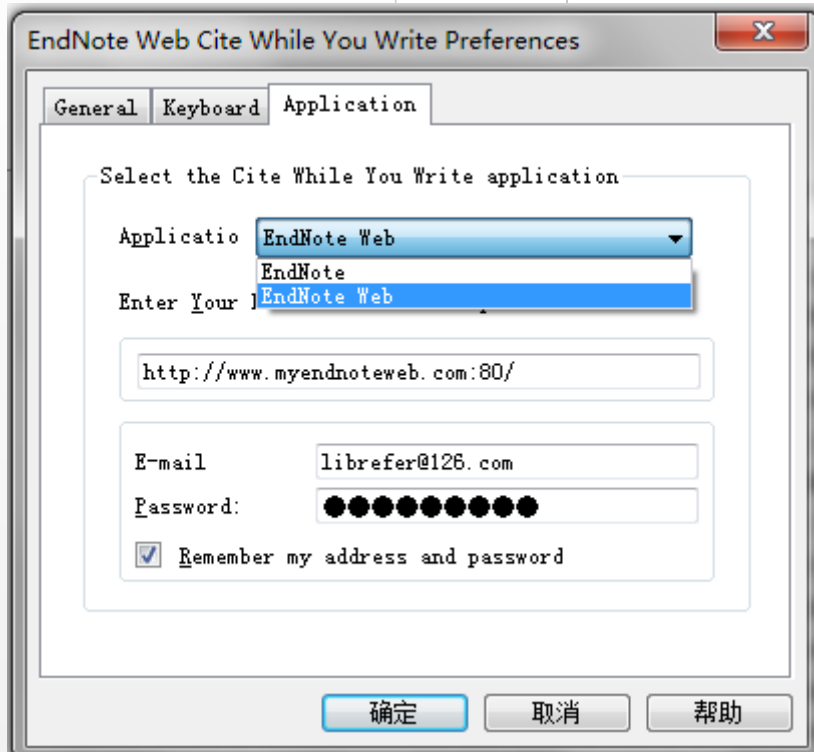 EndNote Web Cite While You Write Preferences
General Keyboard Application
Select the Cite While You Write application
Applicatio EndNote Web
EndNote
Enter Your EndNote Web
http://www.myendnoteweb.com:80/
E-mail librefer@126.com
Password: ●●●●●●●●●
Remember my address and password
确定 取消 帮助